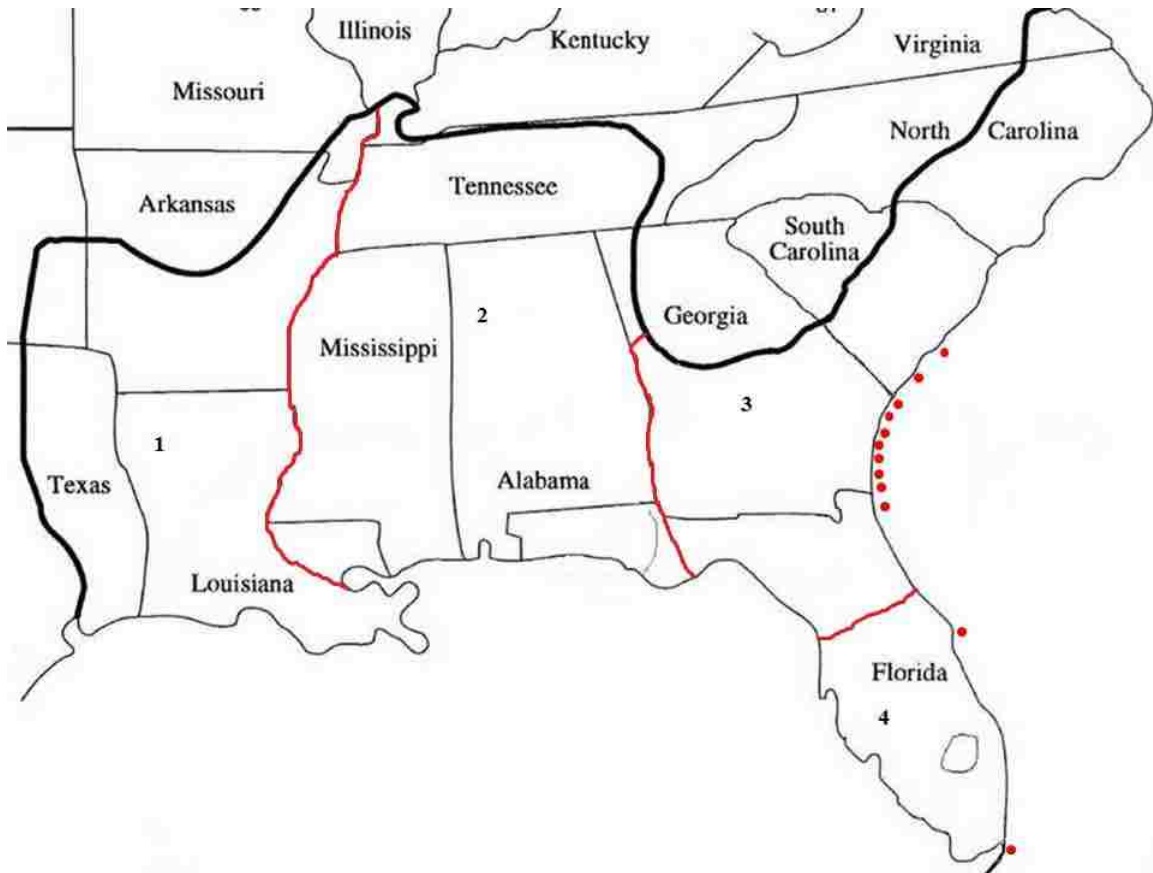 Illinois
Kentucky
Virginia
Missouri
North Carolina
Tennessee
Arkansas
South
Carolina
Georgia
2
Mississippi
3
1
Texas
Alabama
Louisiana
Florida
4